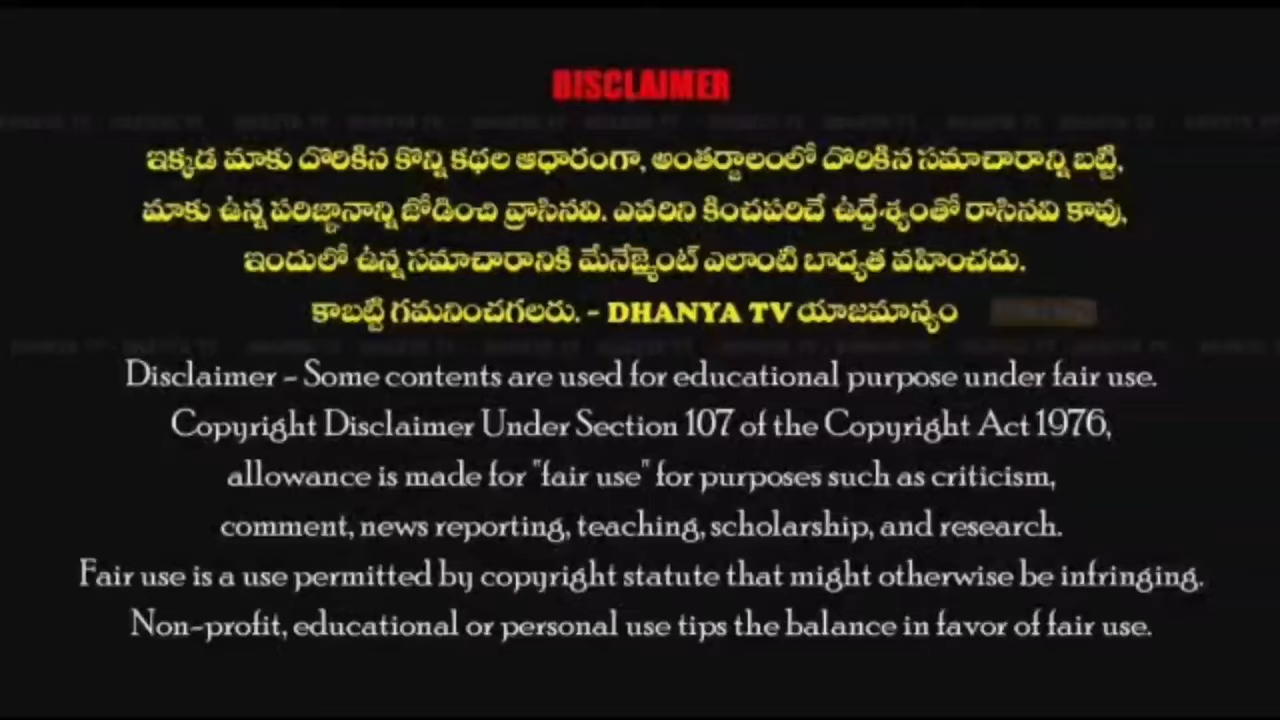 DISCLAIMER
ఇక్కడ మాకు దొరికిన కొన్ని కథల ఆధారంగా, అంతర్జాలంలో దొరికిన సమాచారాన్ని బట్టి,
మాకు ఉన్న పరిజ్ఞానాన్ని జోడించి వ్రాసినవి. ఎవరిని కించపరిచే ఉద్దేశ్యంతో రాసినవి కావు,
ఇందులో ఉన్న సమాచారానికి మేనేజ్మెంట్ ఎలాంటి బాద్యత వహించదు.
కాబట్టి గమనించగలరు. - DHANYA TV యాజమాన్యం
Disclaimer - Some contents are used for educational purpose under fair use.
Copyright Disclaimer Under Section 107 of the Copyright Act 1976,
allowance is made for "fair use" for purposes such as criticism,
comment, news reporting, teaching, scholarship, and research.
Fair use is a use permitted by copyright statute that might otherwise be infringing.
Non-profit, educational or personal use tips the balance in favor of fair use.